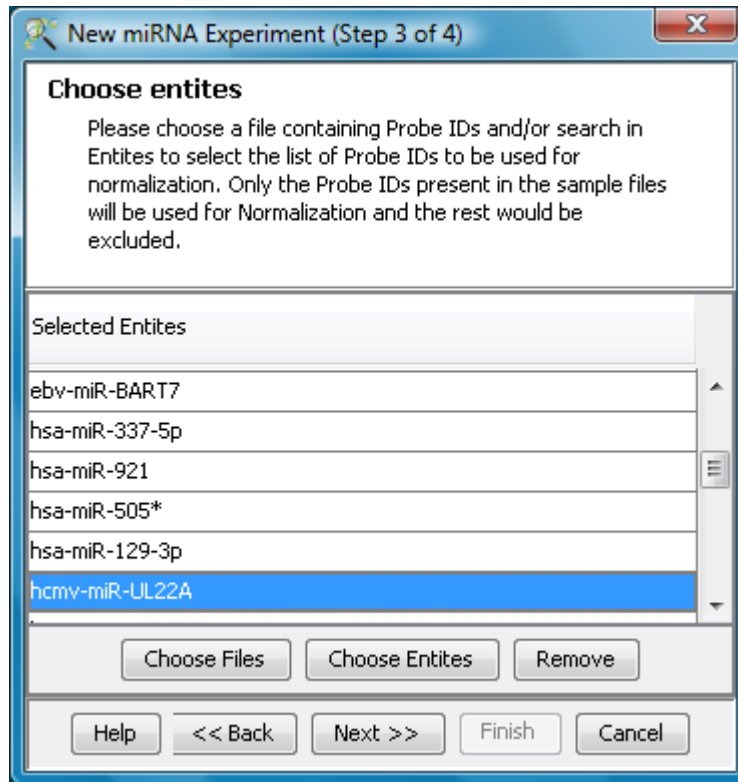 New miRNA Experiment (Step 3 of 4)
Choose entites
Please choose a file containing Probe IDs and/or search in
Entites to select the list of Probe IDs to be used for
normalization. Only the Probe IDs present in the sample files
will be used for Normalization and the rest would be
excluded.
Selected Entites
ebv-miR-BART7
hsa-miR-337-5p
hsa-miR-921
hsa-miR-505*
hsa-miR-129-3p
hcmv-miR-UL22A
Choose Files Choose Entites Remove
Help << Back Next >> Finish Cancel